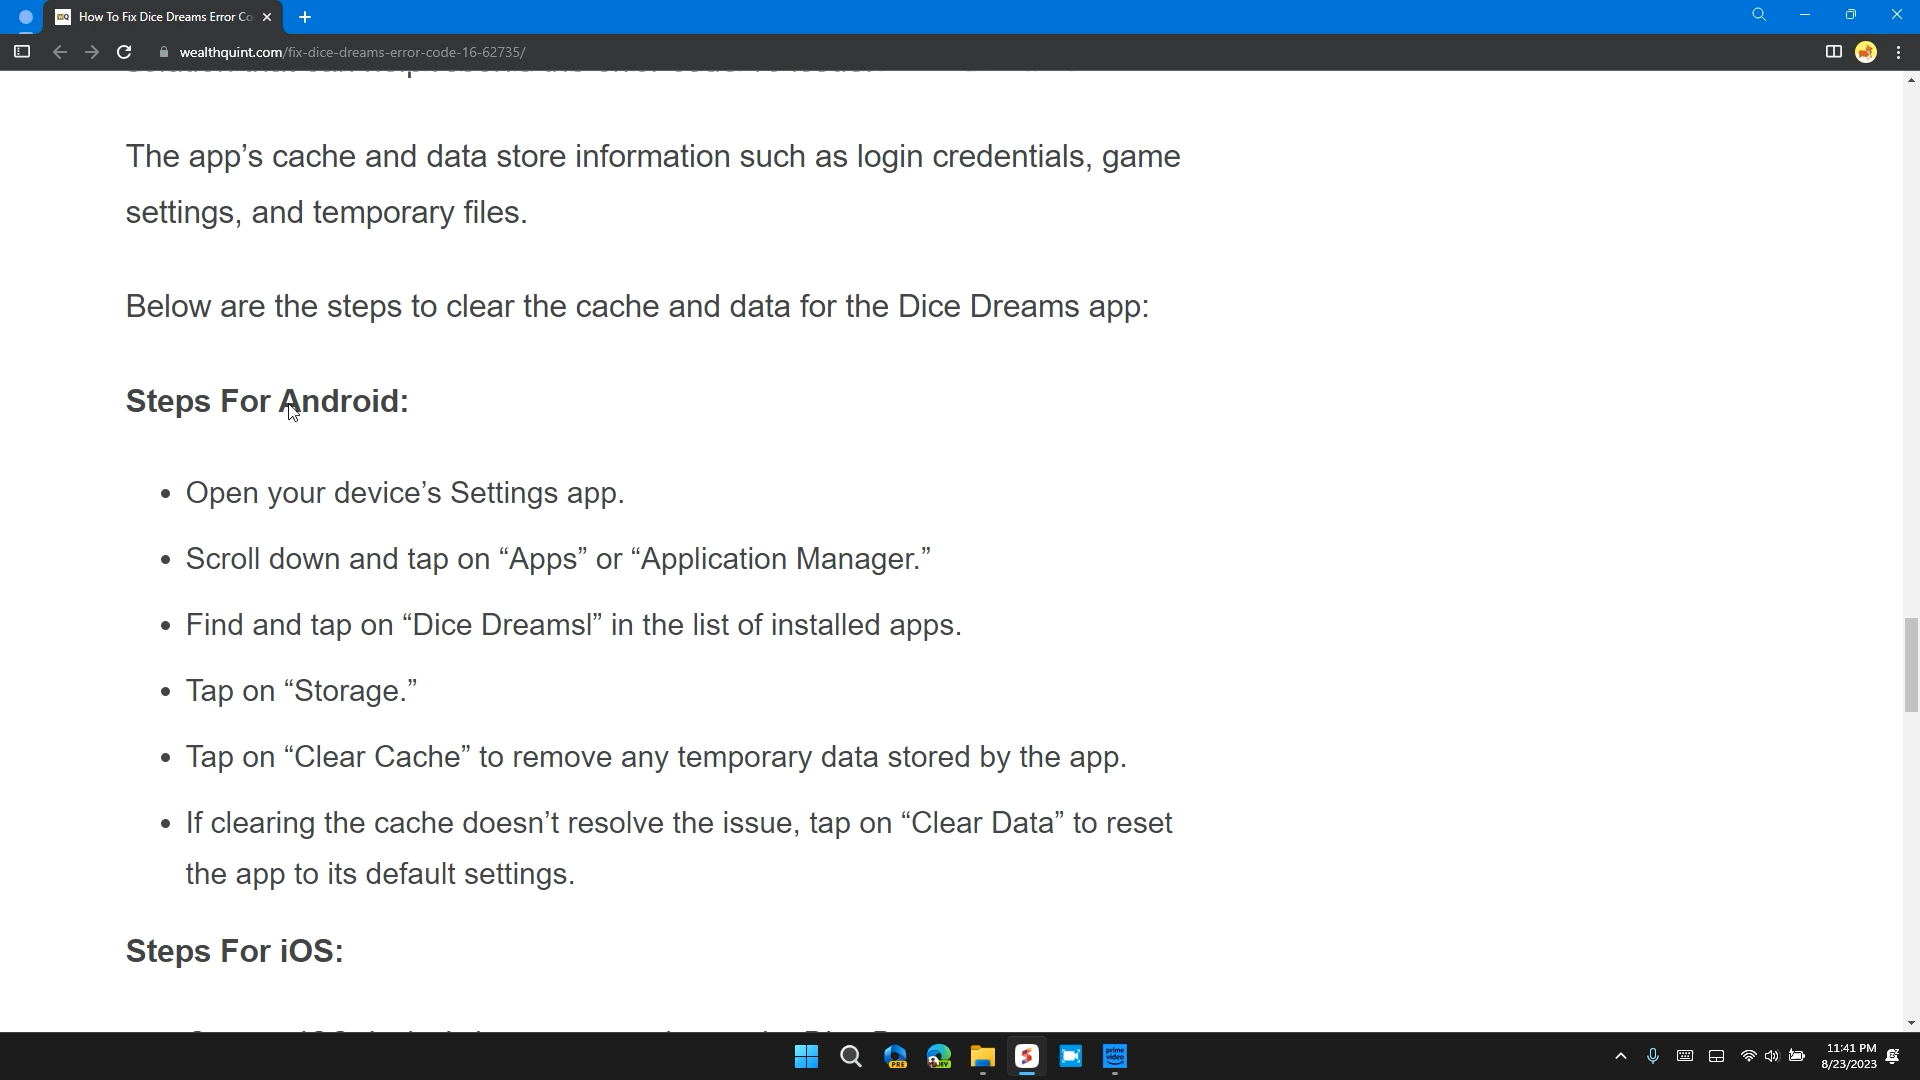 How To Fix Dice Dreams Error Co
wealthquint.com/fix-dice-dreams-error-code-16-62735/
The app’s cache and data store information such as login credentials, game
settings, and temporary files.
Below are the steps to clear the cache and data for the Dice Dreams app:
Steps For Android:
• Open your device’s Settings app.
• Scroll down and tap on “Apps” or “Application Manager.”
• Find and tap on “Dice Dreamsl” in the list of installed apps.
• Tap on “Storage.”
• Tap on “Clear Cache” to remove any temporary data stored by the app.
• If clearing the cache doesn’t resolve the issue, tap on “Clear Data” to reset
the app to its default settings.
Steps For iOS:
PRE
DEV
prime
video
11:41 PM
8/23/2023